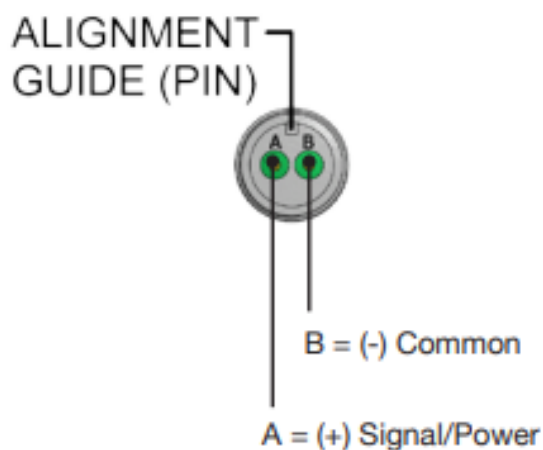 ALIGNMENT
GUIDE (PIN)
A B
B = (-) Common
A = (+) Signal/Power